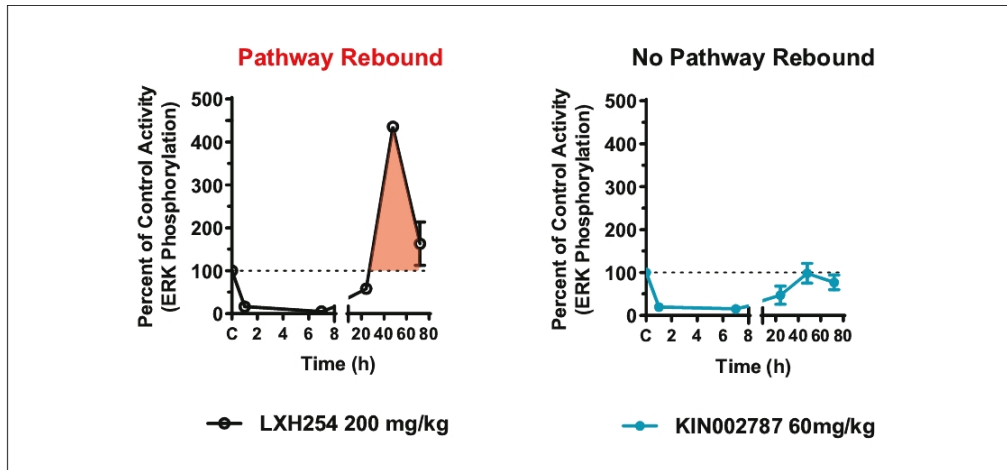 Pathway Rebound
Percent of Control Activity
(ERK Phosphorylation)
500
400
300
200
100
0
C 2 4 6 8 20 40 60 80
Time (h)
LXH254 200 mg/kg
No Pathway Rebound
Percent of Control Activity
(ERK Phosphorylation)
500
400
300
200
100
0
C 2 4 6 8 20 40 60 80
Time (h)
KIN002787 60mg/kg